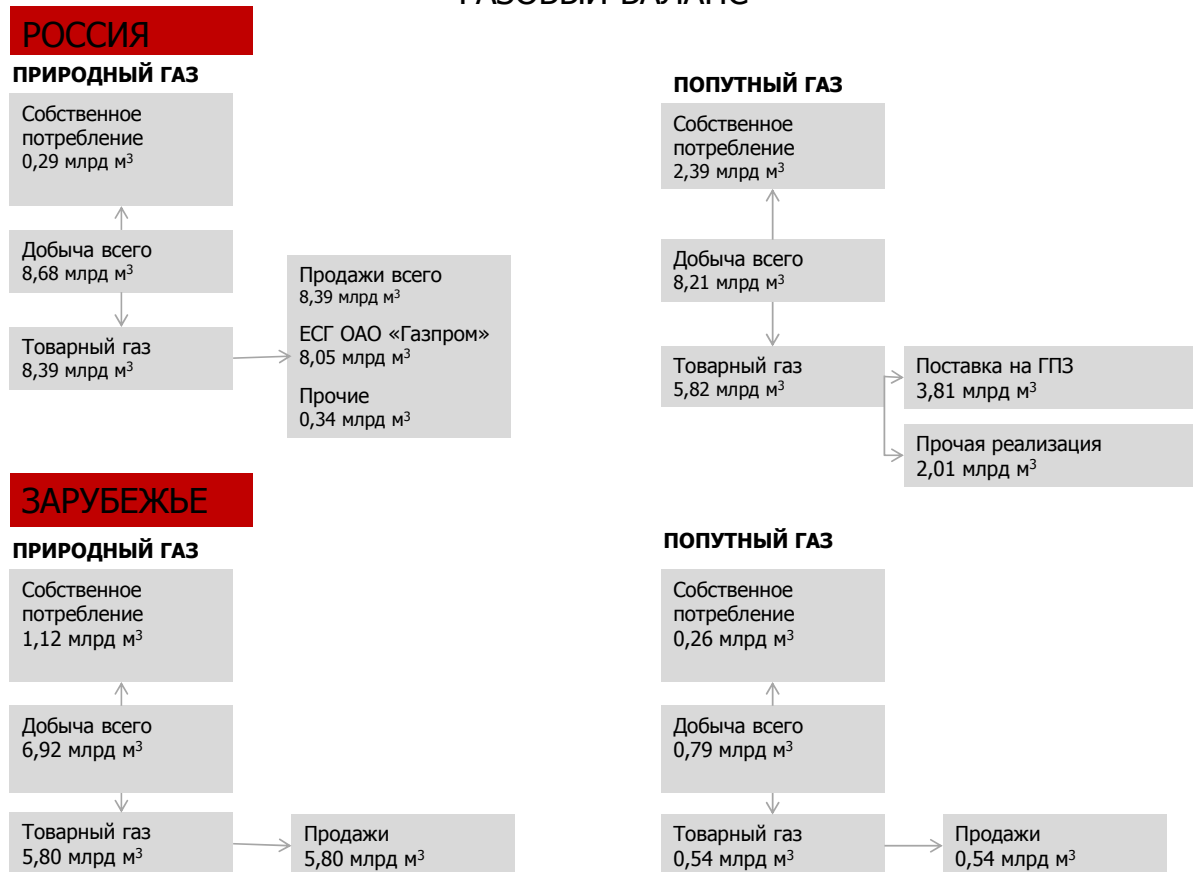 ГАЗОВЫЙ БАЛАНС
РОССИЯ
ПРИРОДНЫЙ ГАЗ
Собственное
потребление
0,29 млрд м³
Добыча всего
8,68 млрд м³
Товарный газ
8,39 млрд м³
Продажи всего
8,39 млрд м³
ЕСГ ОАО «Газпром»
8,05 млрд м³
Прочие
0,34 млрд м³
ПОПУТНЫЙ ГАЗ
Собственное
потребление
2,39 млрд м³
Добыча всего
8,21 млрд м³
Товарный газ
5,82 млрд м³
Поставка на ГПЗ
3,81 млрд м³
Прочая реализация
2,01 млрд м³
ЗАРУБЕЖЬЕ
ПРИРОДНЫЙ ГАЗ
Собственное
потребление
1,12 млрд м³
Добыча всего
6,92 млрд м³
Товарный газ
5,80 млрд м³
Продажи
5,80 млрд м³
ПОПУТНЫЙ ГАЗ
Собственное
потребление
0,26 млрд м³
Добыча всего
0,79 млрд м³
Товарный газ
0,54 млрд м³
Продажи
0,54 млрд м³